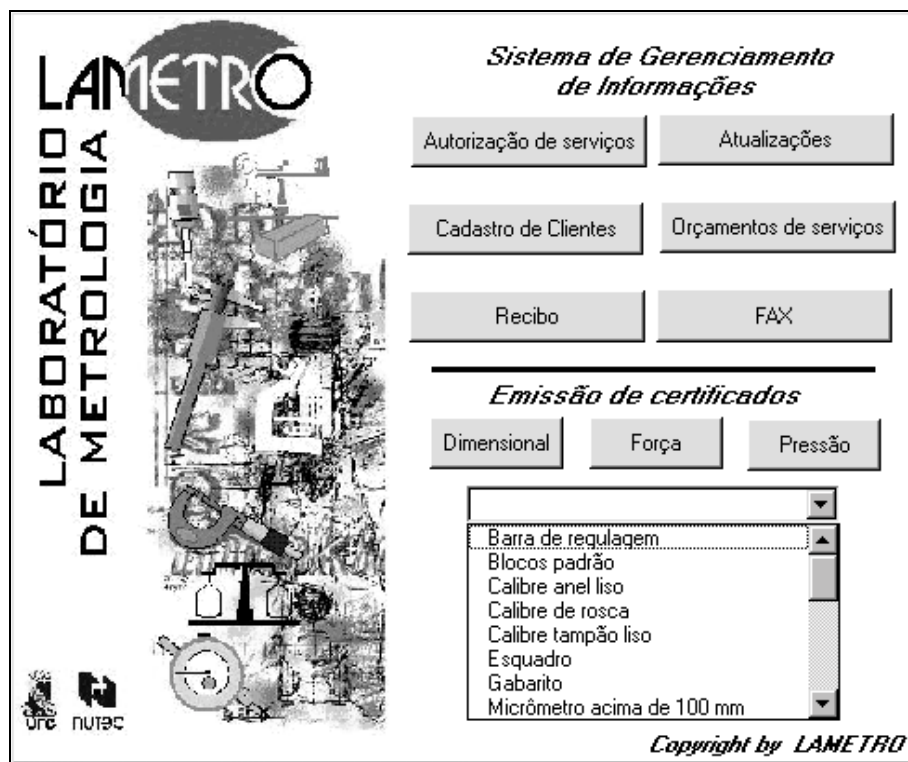 LAMETRO
LABORATÓRIO
DE METROLOGIA
Sistema de Gerenciamento
de Informações
Autorização de serviços
Atualizações
Cadastro de Clientes
Orçamentos de serviços
Recibo
FAX
Emissão de certificados
Dimensional
Força
Pressão
Barra de regulagem
Blocos padrão
Calibre anel liso
Calibre de rosca
Calibre tampão liso
Esquadro
Gabarito
Micrômetro acima de 100 mm
nutec
Copyright by LAMETRO